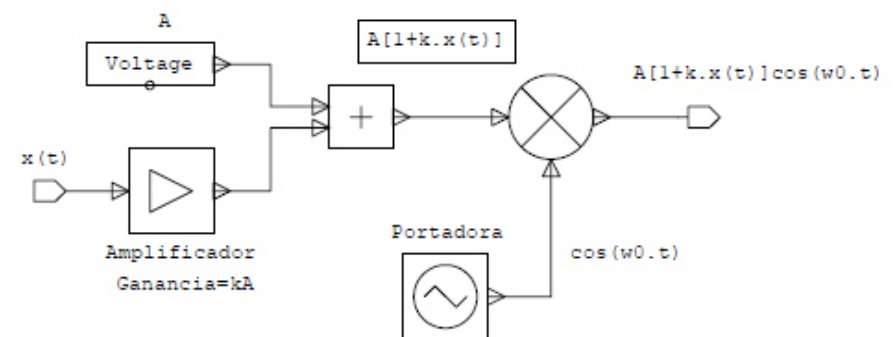 A
Voltage
A[1+k.x(t)]
A[1+k.x(t)]cos(w0.t)
+
x(t)
Amplificador
Ganancia=kA
Portadora
cos(w0.t)